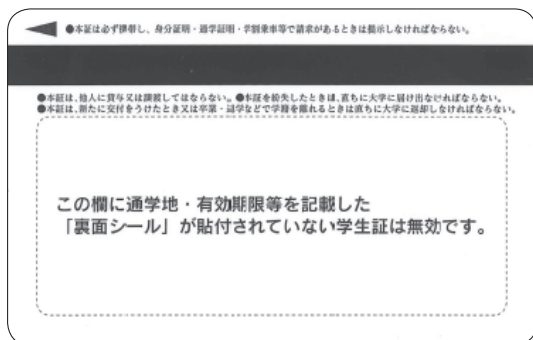 ●本証は必ず携帯し、身分証明・通学証明・学割乗車等で請求があるときは提示しなければならない。
●本証は、他人に貸与又は譲渡してはならない。●本証を紛失したときは、直ちに大学に届け出なければならない。
●本証は、新たに交付をうけたとき又は卒業・退学などで学籍を離れるときは直ちに大学に返却しなければならない。
この欄に通学地・有効期限等を記載した
「裏面シール」が貼付されていない学生証は無効です。